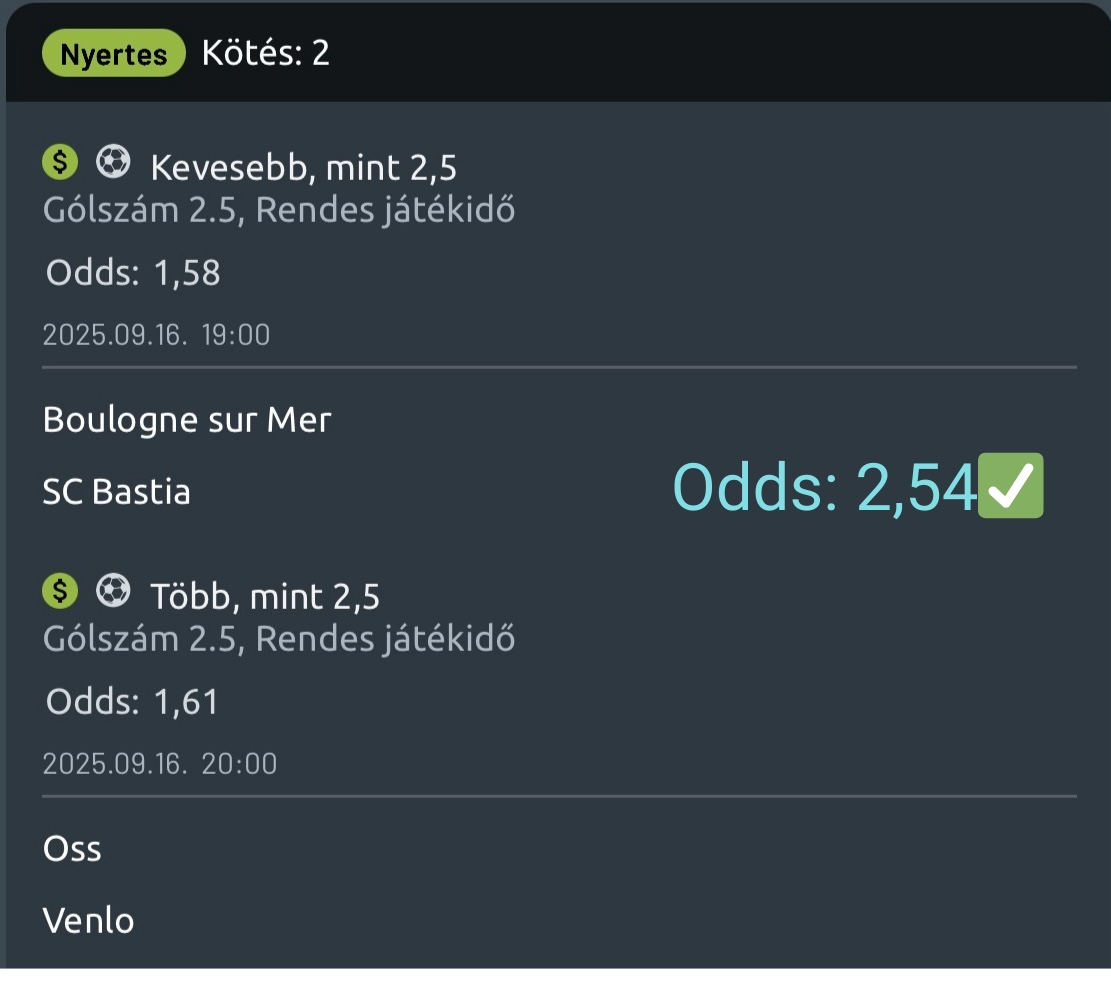 Nyertes Kötés: 2
$ Kevesebb, mint 2,5
Gólszám 2.5, Rendes játékidő
Odds: 1,58
2025.09.16. 19:00
Boulogne sur Mer
SC Bastia
Odds: 2,54
$ Több, mint 2,5
Gólszám 2.5, Rendes játékidő
Odds: 1,61
2025.09.16. 20:00
Oss
Venlo